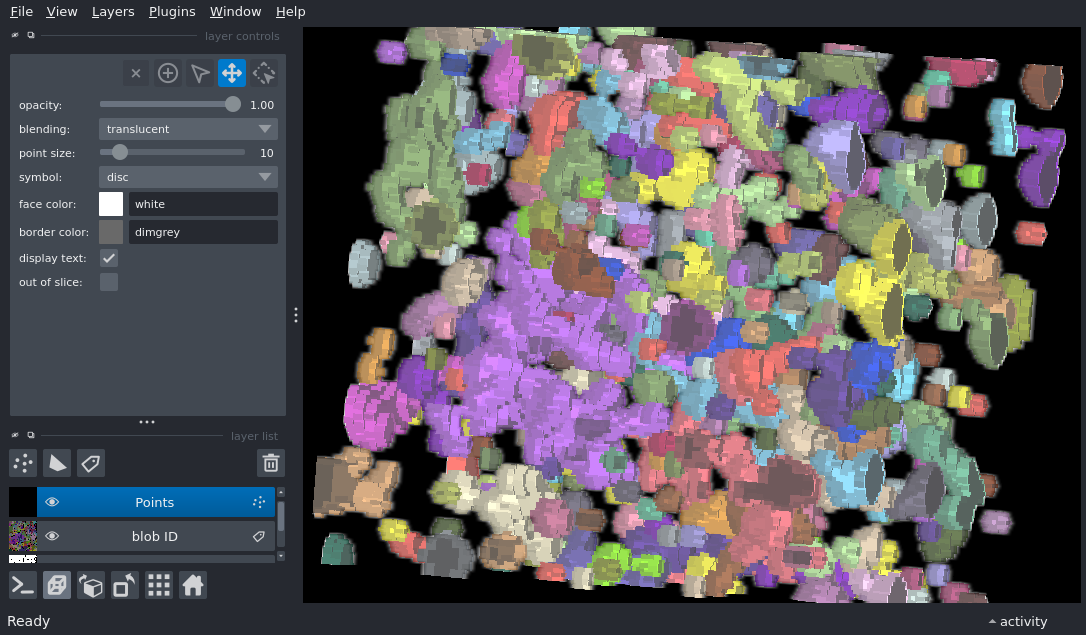 File View Layers Plugins Window Help
layer controls
opacity: 1.00
blending: translucent
point size: 10
symbol: disc
face color: white
border color: dimgrey
display text:
out of slice:
layer list
Points
blob ID
Ready
activity